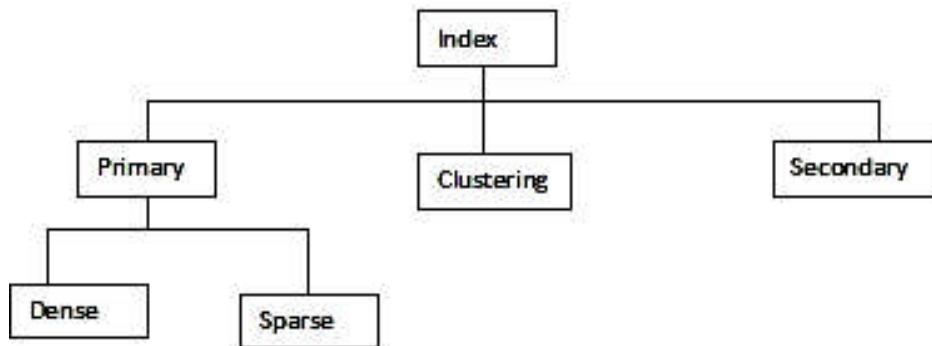 Index
Primary
Clustering
Secondary
Dense
Sparse